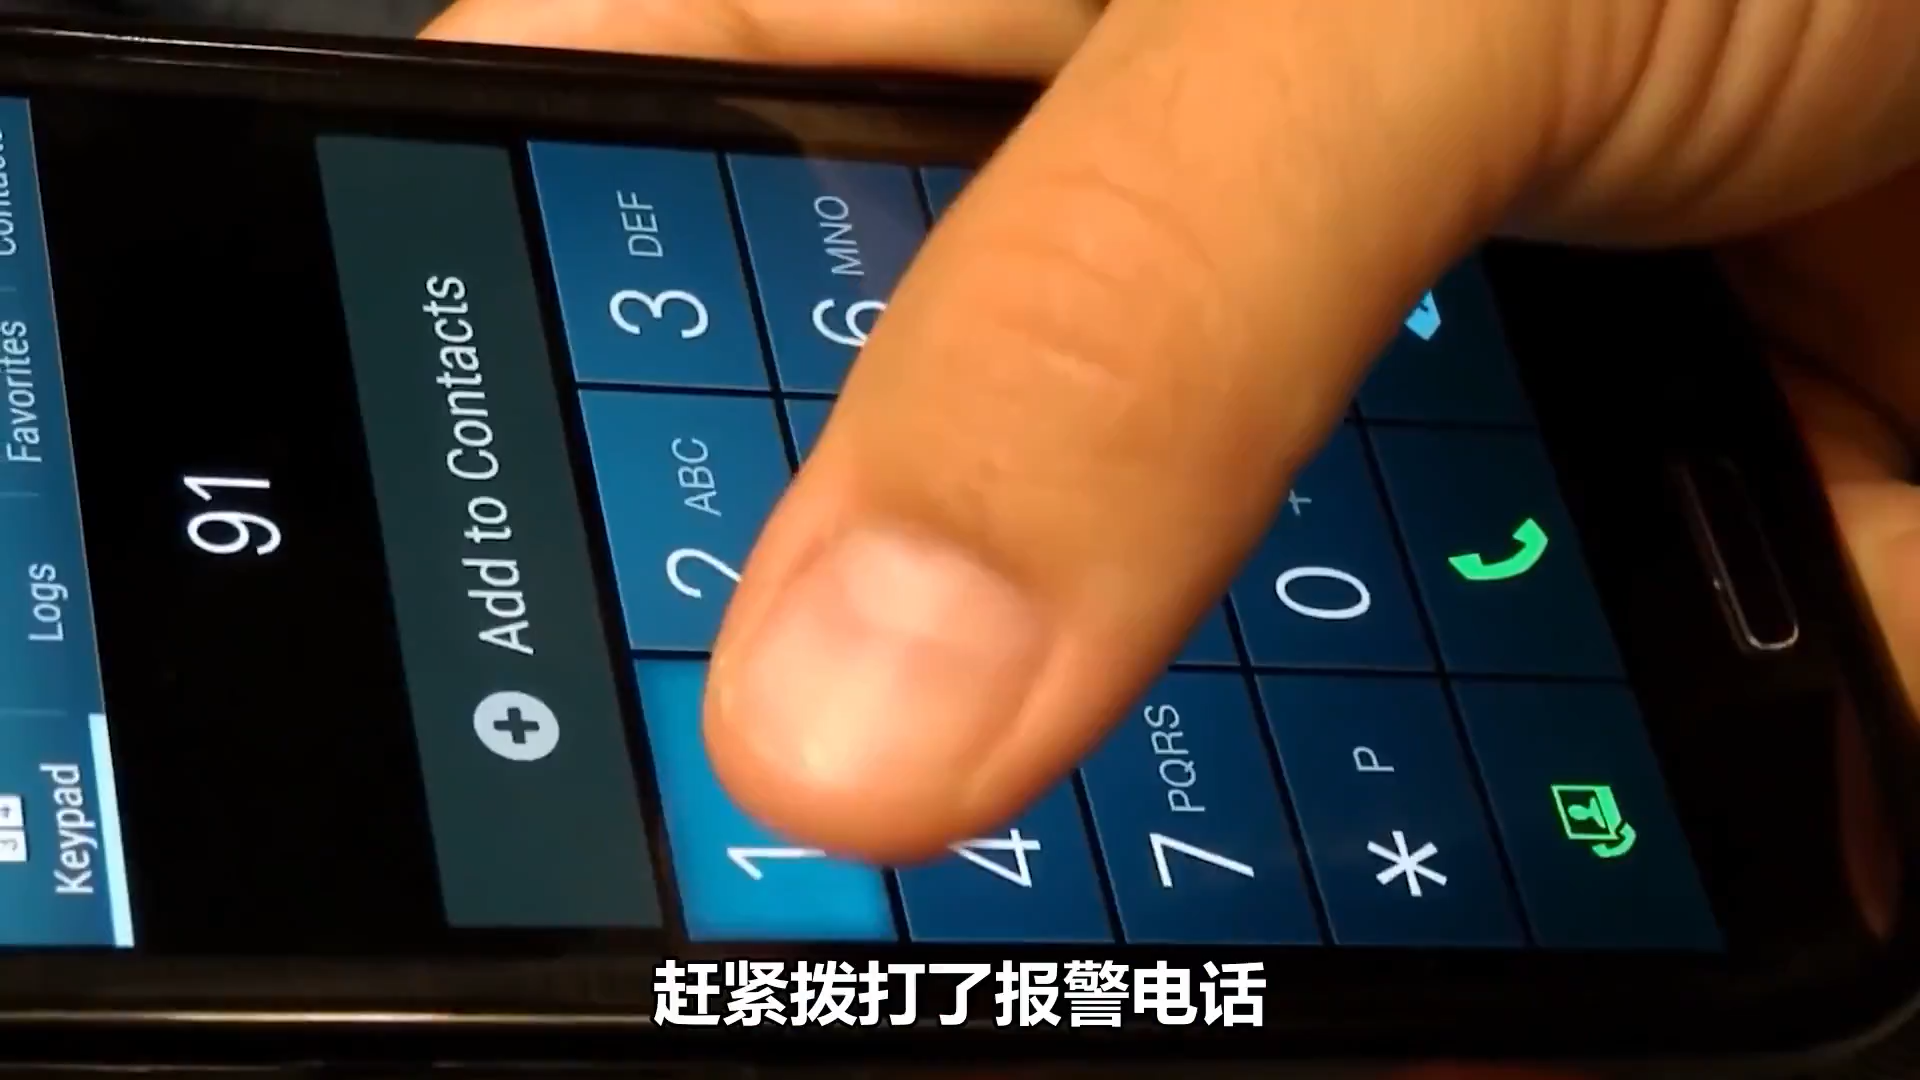 Keypad
Logs
Favorites
91
Add to Contacts
1
2 ABC
3 DEF
4
6 MNO
7 PQRS
* P
0 +
赶紧拨打了报警电话